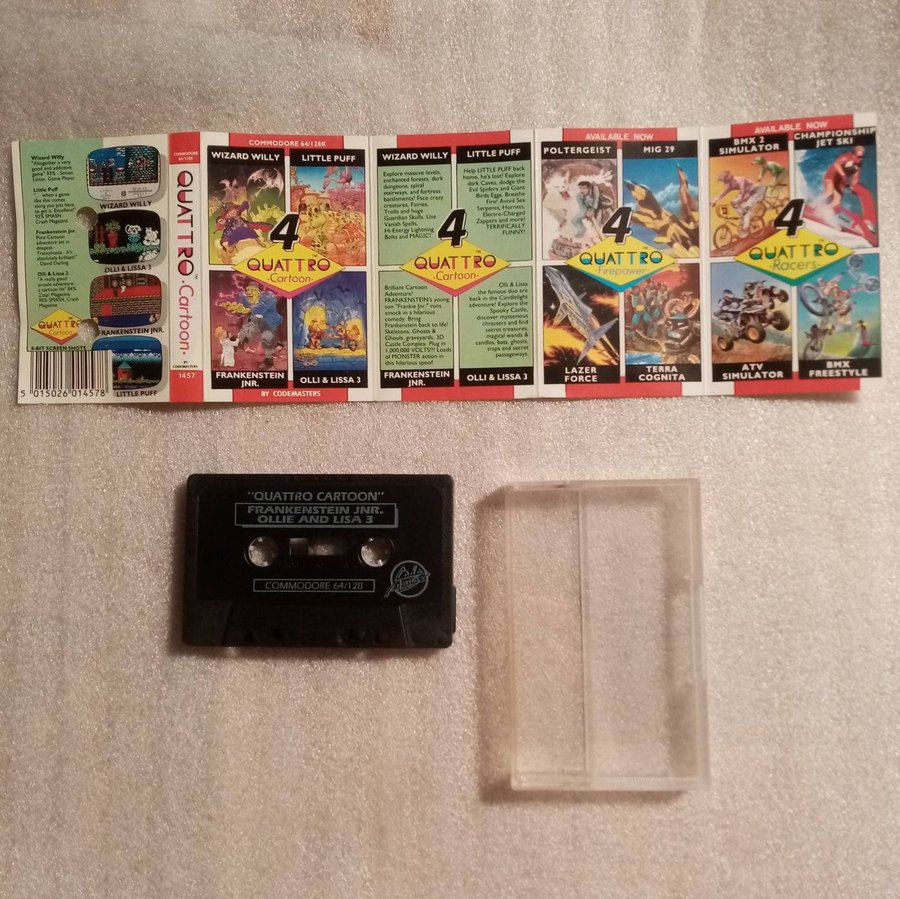 Wizard Willy
"Altogether a very
good and addictive
game" 93% - Simon
Eddar, Game Player
Little Puff
"... when a game
like this comes
along you just have
to get it. Excellent!"
92% SMASH
Crash Magazine
Frankenstein Jnr.
Pure Cartoon
adventure set in
deepest
Transylvania - It's
absolutely brilliant!"
David Darling
Olli & Lissa 3
"A really good
arcade adventure...
a cartoon hit" 84%
Zzap! Magazine
90% SMASH, Crash
Magazine
QUATTRO
Cartoon
8-BIT SCREEN SHOTS
5 015026 014578
WIZARD WILLY
OLLI & LISSA 3
FRANKENSTEIN JNR.
LITTLE PUFF
COMMODORE
64/128K
QUATTRO
·Cartoon·
BY
CODEMASTERS
1457
COMMODORE 64/128K
WIZARD WILLY
LITTLE PUFF
4
QUATTRO
·Cartoon·
FRANKENSTEIN
JNR.
OLLI & LISSA 3
BY CODEMASTERS
WIZARD WILLY
LITTLE PUFF
Explore massive levels,
enchanted forests, dark
dungeons, spiral
stairways, and fortress
battlements! Face crazy
creatures, Furies,
Trolls and huge
Guardian Skulls. Use
Vanish Spells,
Hi-Energy Lightning
Bolts and MAGIC!
Help LITTLE PUFF back
home, he's lost! Explore
dark Caves, dodge the
Evil Spiders and Giant
Birds Eggs. Breathe
Fire! Avoid Sea
Serpents, Hornets,
Electro-Charged
Zappers and more.
TERRIFICALLY
FUNNY!
4
QUATTRO
·Cartoon·
Brilliant Cartoon
Adventure!
FRANKENSTEIN's young
son "Frankie Jnr." runs
amock in a hilarious
comedy. Bring
Frankenstein back to life!
Skeletons, Ghosts &
Ghouls, graveyards, 3D
Castle Complex. Plug in
1,000,000 VOLTS!!! Loads
of MONSTER action in
this hilarious spoof!
Olli & Lissa
the famous duo are
back in the Candlelight
adventure! Explore the
Spooky Castle,
discover mysterious
chracters and find
secret treasures,
magical wands &
candles, bats, ghosts,
traps and secret
passageways.
FRANKENSTEIN
JNR.
OLLI & LISSA 3
AVAILABLE NOW
POLTERGEIST
MIG 29
4
QUATTRO
·Firepower·
LAZER
FORCE
TERRA
COGNITA
AVAILABLE NOW
BMX 2
SIMULATOR
CHAMPIONSHIP
JET SKI
4
QUATTRO
·Racers·
ATV
SIMULATOR
BMX
FREESTYLE
"QUATTRO CARTOON"
FRANKENSTEIN JNR.
OLLIE AND LISA 3
COMMODORE 64/128